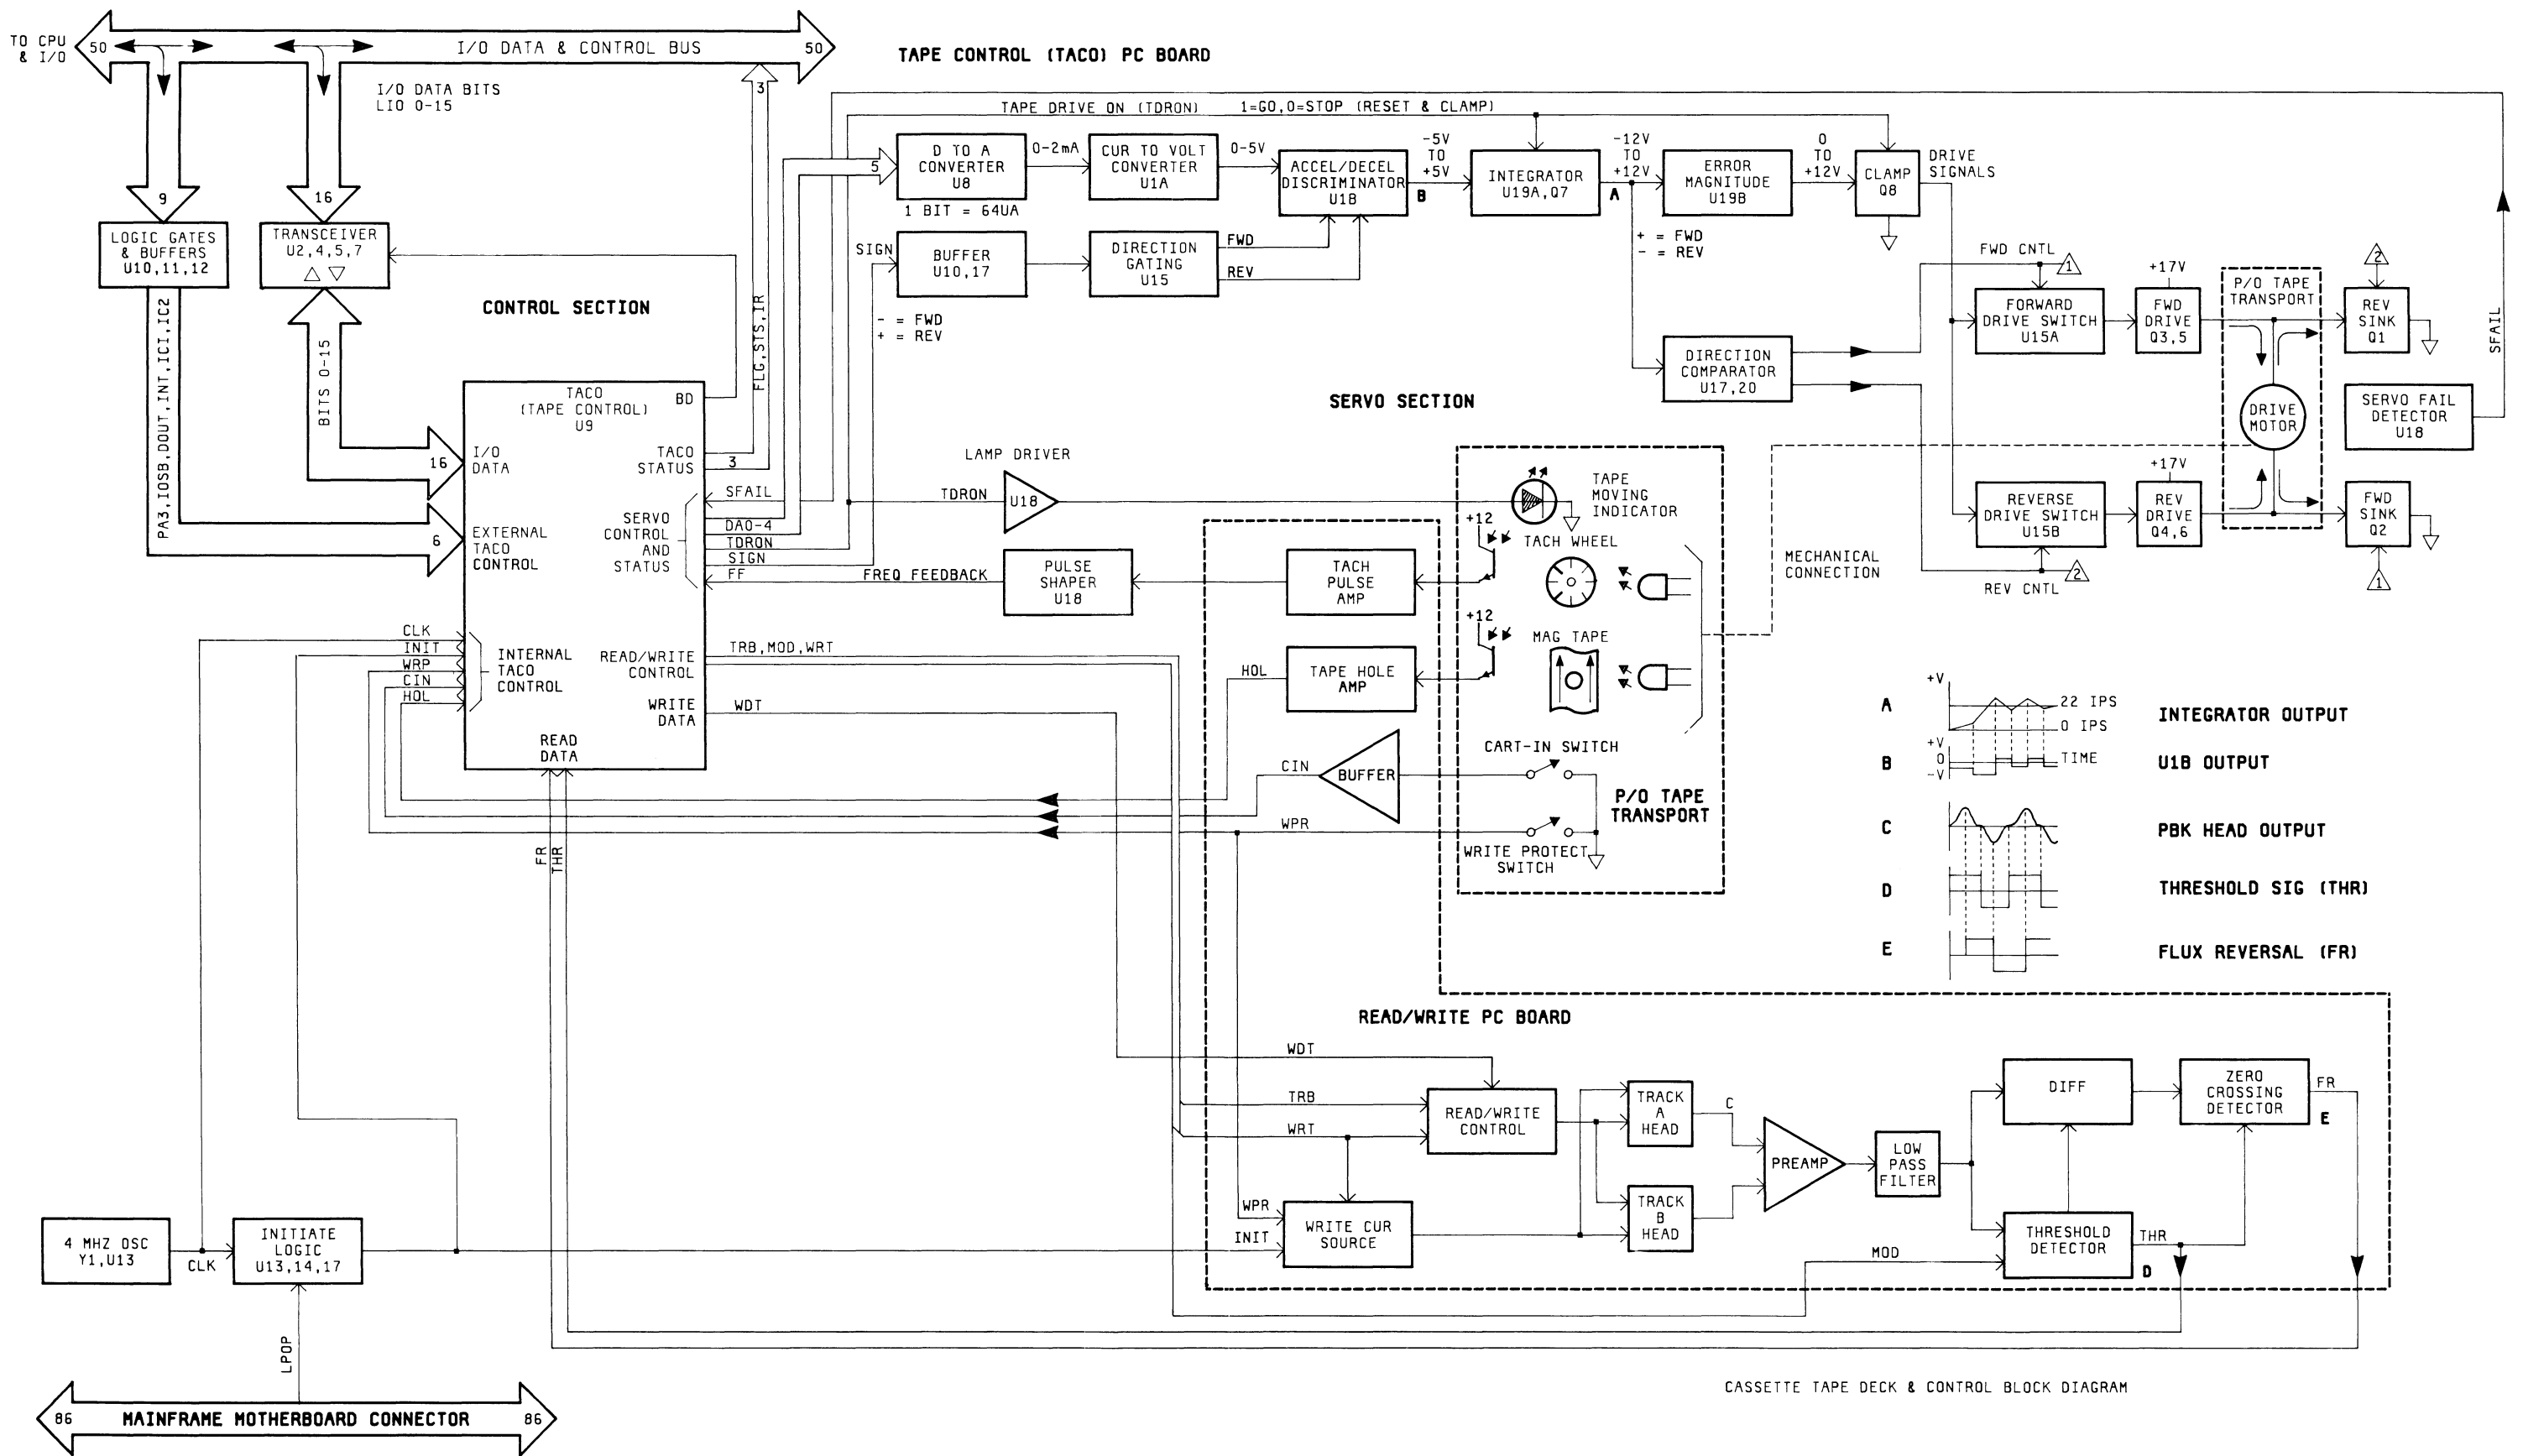 TAPE CONTROL (TACO) PC BOARD
TO CPU
& I/O
50
I/O DATA & CONTROL BUS
50
I/O DATA BITS
LIO 0-15
3
9
16
LOGIC GATES
& BUFFERS
U10,11,12
TRANSCEIVER
U2,4,5,7
CONTROL SECTION
PA3,IOSB,DOUT,INT,IC1,IC2
BITS 0-15
FLG,STS,IR
TAPE DRIVE ON (TDRON)
1=GO,0=STOP (RESET & CLAMP)
5
D TO A
CONVERTER
U8
1 BIT = 64UA
0-2mA
CUR TO VOLT
CONVERTER
U1A
0-5V
ACCEL/DECEL
DISCRIMINATOR
U1B
-5V
TO
+5V
B
INTEGRATOR
U19A,Q7
-12V
TO
+12V
A
+ = FWD
- = REV
ERROR
MAGNITUDE
U19B
0
TO
+12V
CLAMP
Q8
DRIVE
SIGNALS
SIGN
BUFFER
U10,17
- = FWD
+ = REV
DIRECTION
GATING
U15
FWD
REV
FWD CNTL
1
FORWARD
DRIVE SWITCH
U15A
+17V
FWD
DRIVE
Q3,5
P/O TAPE
TRANSPORT
2
REV
SINK
Q1
SFAIL
DIRECTION
COMPARATOR
U17,20
DRIVE
MOTOR
SERVO FAIL
DETECTOR
U18
SERVO SECTION
REVERSE
DRIVE SWITCH
U15B
+17V
REV
DRIVE
Q4,6
FWD
SINK
Q2
REV CNTL
2
1
TACO
(TAPE CONTROL)
U9
BD
16
I/O
DATA
TACO
STATUS
3
6
EXTERNAL
TACO
CONTROL
SERVO
CONTROL
AND
STATUS
SFAIL
DA0-4
TDRON
SIGN
FF
LAMP DRIVER
TDRON
U18
FREQ FEEDBACK
PULSE
SHAPER
U18
TACH
PULSE
AMP
TAPE
MOVING
INDICATOR
+12
TACH WHEEL
MECHANICAL
CONNECTION
CLK
INIT
WRP
CIN
HOL
INTERNAL
TACO
CONTROL
READ/WRITE
CONTROL
TRB,MOD,WRT
WRITE
DATA
WDT
READ
DATA
HOL
TAPE HOLE
AMP
+12
MAG TAPE
CART-IN SWITCH
CIN
BUFFER
P/O TAPE
TRANSPORT
WPR
WRITE PROTECT
SWITCH
FR
THR
A
+V
22 IPS
0 IPS
INTEGRATOR OUTPUT
B
+V
0
-V
TIME
U1B OUTPUT
C
PBK HEAD OUTPUT
D
THRESHOLD SIG (THR)
E
FLUX REVERSAL (FR)
READ/WRITE PC BOARD
WDT
TRB
WRT
READ/WRITE
CONTROL
TRACK
A
HEAD
C
TRACK
B
HEAD
PREAMP
LOW
PASS
FILTER
DIFF
ZERO
CROSSING
DETECTOR
FR
E
WPR
INIT
WRITE CUR
SOURCE
MOD
THRESHOLD
DETECTOR
THR
D
4 MHZ OSC
Y1,U13
CLK
INITIATE
LOGIC
U13,14,17
LPOP
86
MAINFRAME MOTHERBOARD CONNECTOR
86
CASSETTE TAPE DECK & CONTROL BLOCK DIAGRAM